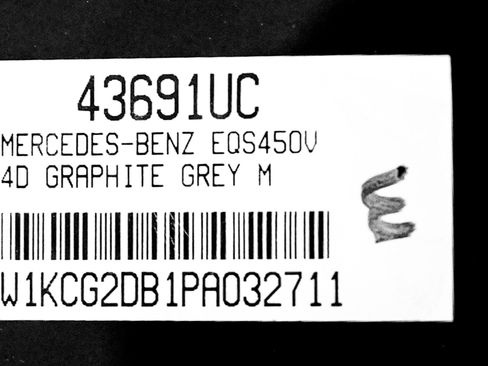 43691UC
MERCEDES-BENZ EQS450V
4D GRAPHITE GREY M
E
W1KCG2DB1PA032711